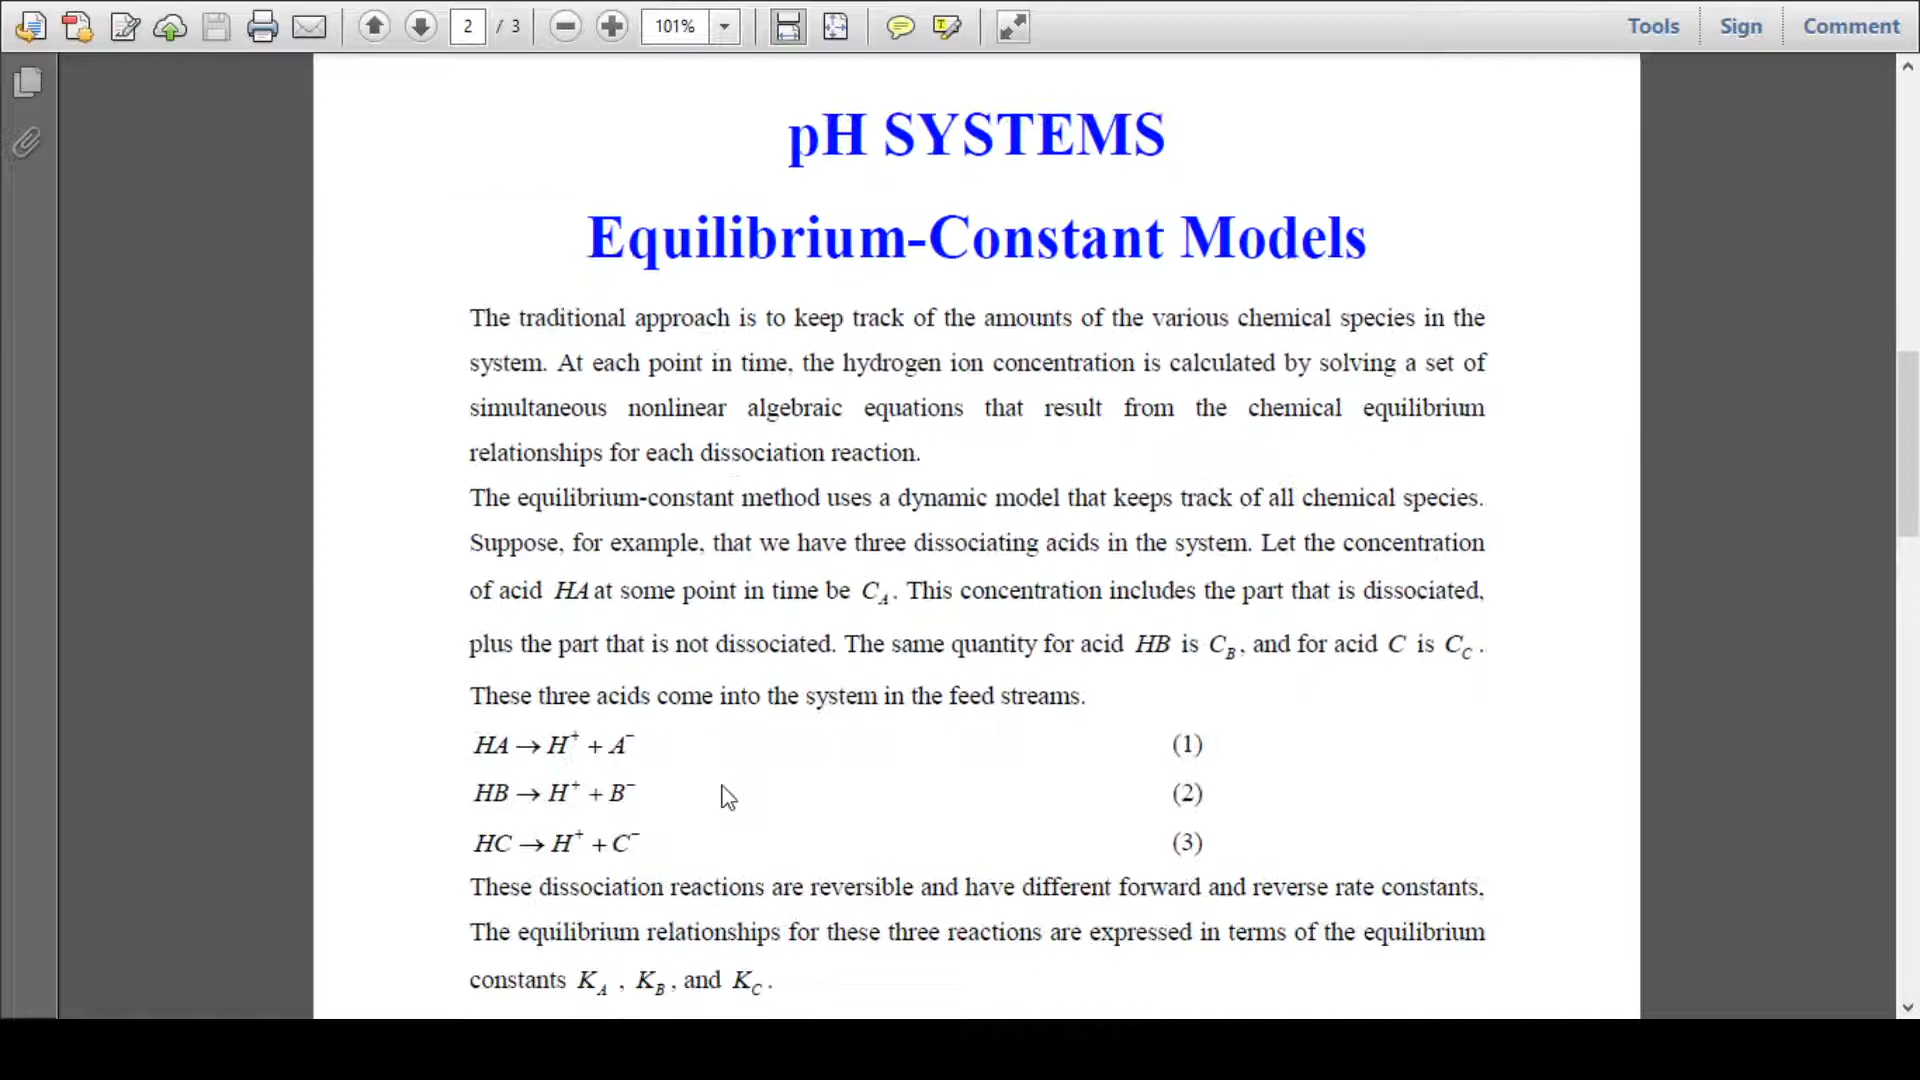 2 / 3 101% Tools Sign Comment
pH SYSTEMS
Equilibrium-Constant Models
The traditional approach is to keep track of the amounts of the various chemical species in the
system. At each point in time, the hydrogen ion concentration is calculated by solving a set of
simultaneous nonlinear algebraic equations that result from the chemical equilibrium
relationships for each dissociation reaction.
The equilibrium-constant method uses a dynamic model that keeps track of all chemical species.
Suppose, for example, that we have three dissociating acids in the system. Let the concentration
of acid HA at some point in time be C_A. This concentration includes the part that is dissociated,
plus the part that is not dissociated. The same quantity for acid HB is C_B, and for acid C is C_C.
These three acids come into the system in the feed streams.
HA → H⁺ + A⁻ (1)
HB → H⁺ + B⁻ (2)
HC → H⁺ + C⁻ (3)
These dissociation reactions are reversible and have different forward and reverse rate constants.
The equilibrium relationships for these three reactions are expressed in terms of the equilibrium
constants K_A, K_B, and K_C.